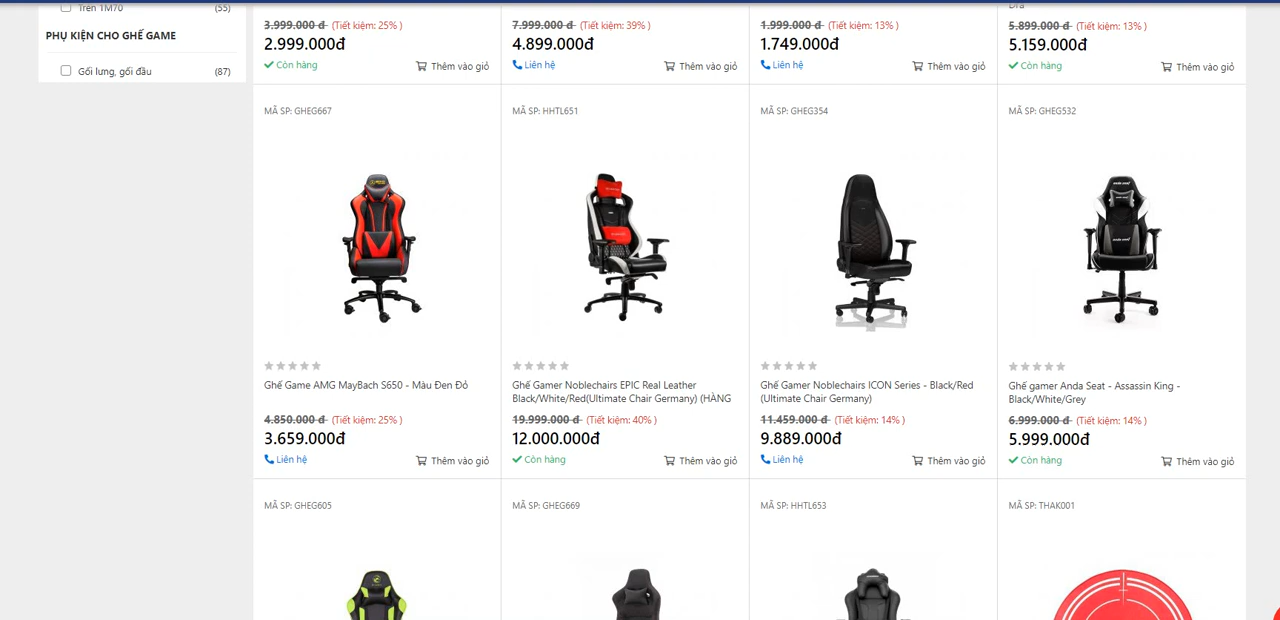 Trên 1M70
(55)
PHỤ KIỆN CHO GHẾ GAME
Gối lưng, gối đầu
(87)
3.999.000 đ (Tiết kiệm: 25% )
2.999.000đ
Còn hàng
Thêm vào giỏ
7.999.000 đ (Tiết kiệm: 39% )
4.899.000đ
Liên hệ
Thêm vào giỏ
1.999.000 đ (Tiết kiệm: 13% )
1.749.000đ
Liên hệ
Thêm vào giỏ
5.899.000 đ (Tiết kiệm: 13% )
5.159.000đ
Còn hàng
Thêm vào giỏ
MÃ SP: GHEG667
Ghế Game AMG MayBach S650 - Màu Đen Đỏ
4.850.000 đ (Tiết kiệm: 25% )
3.659.000đ
Liên hệ
Thêm vào giỏ
MÃ SP: HHTL651
Ghế Gamer Noblechairs EPIC Real Leather
Black/White/Red(Ultimate Chair Germany) (HÀNG
19.999.000 đ (Tiết kiệm: 40% )
12.000.000đ
Còn hàng
Thêm vào giỏ
MÃ SP: GHEG354
Ghế Gamer Noblechairs ICON Series - Black/Red
(Ultimate Chair Germany)
11.459.000 đ (Tiết kiệm: 14% )
9.889.000đ
Liên hệ
Thêm vào giỏ
MÃ SP: GHEG532
Ghế gamer Anda Seat - Assassin King -
Black/White/Grey
6.999.000 đ (Tiết kiệm: 14% )
5.999.000đ
Còn hàng
Thêm vào giỏ
MÃ SP: GHEG605
MÃ SP: GHEG669
MÃ SP: HHTL653
MÃ SP: THAK001